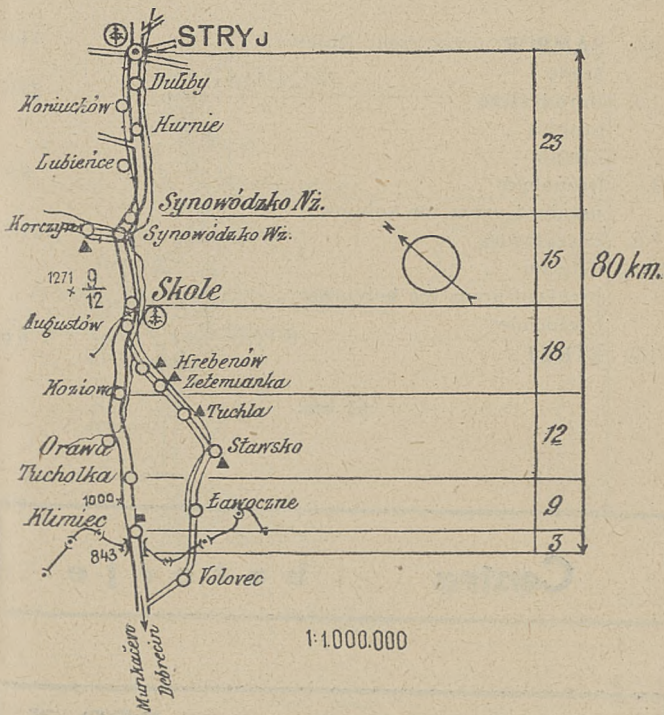 STRYJ
Duliby
Koniuchów
Hurnie
23
Lubieńce
Synowódzko Nż.
Korczyn
Synowódzko Wż.
N
15
80 km.
1271
9
12
Skole
Augustów
18
Hrebenów
Zełemianka
Koziowa
Tuchla
12
Orawa
Sławsko
Tucholka
1000
Ławoczne
9
Klimiec
843
3
Volovec
1:1.000.000
Munkačevo
Debrecin